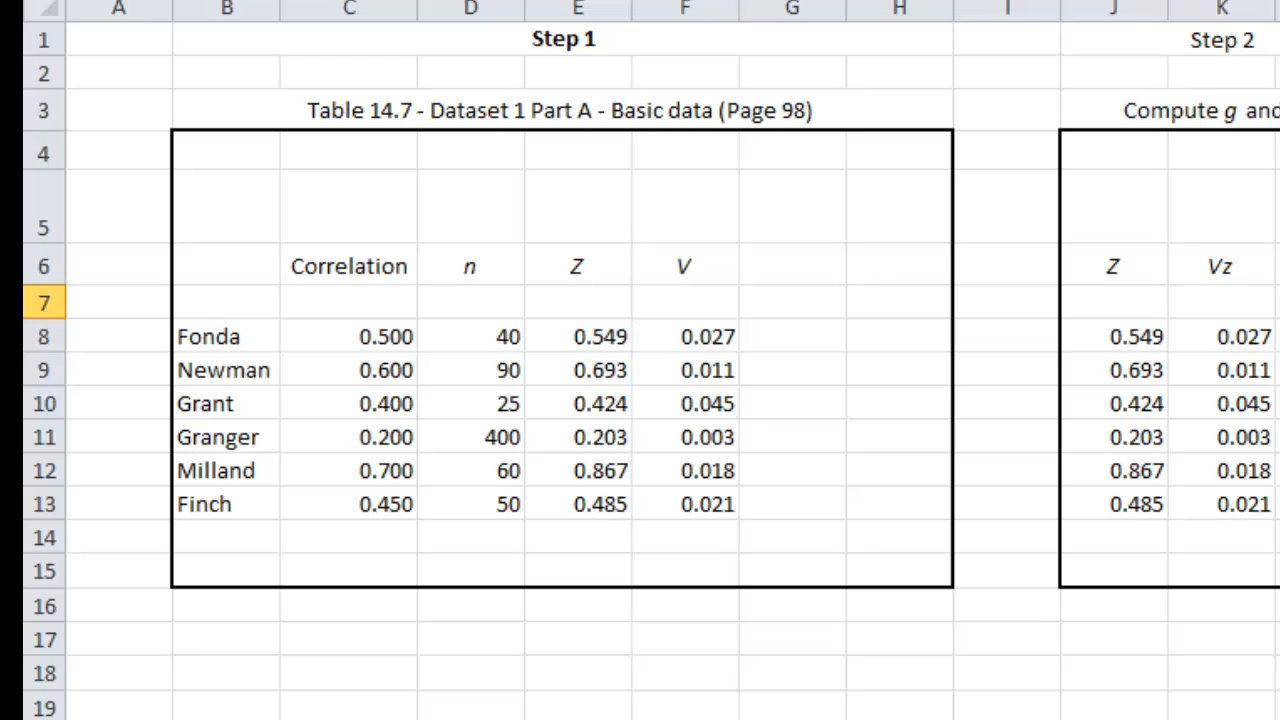 A B C D E F G H I J K
1 Step 1 Step 2
2
3 Table 14.7 - Dataset 1 Part A - Basic data (Page 98) Compute g and
4
5
6 Correlation n Z V Z Vz
7
8 Fonda 0.500 40 0.549 0.027 0.549 0.027
9 Newman 0.600 90 0.693 0.011 0.693 0.011
10 Grant 0.400 25 0.424 0.045 0.424 0.045
11 Granger 0.200 400 0.203 0.003 0.203 0.003
12 Milland 0.700 60 0.867 0.018 0.867 0.018
13 Finch 0.450 50 0.485 0.021 0.485 0.021
14
15
16
17
18
19